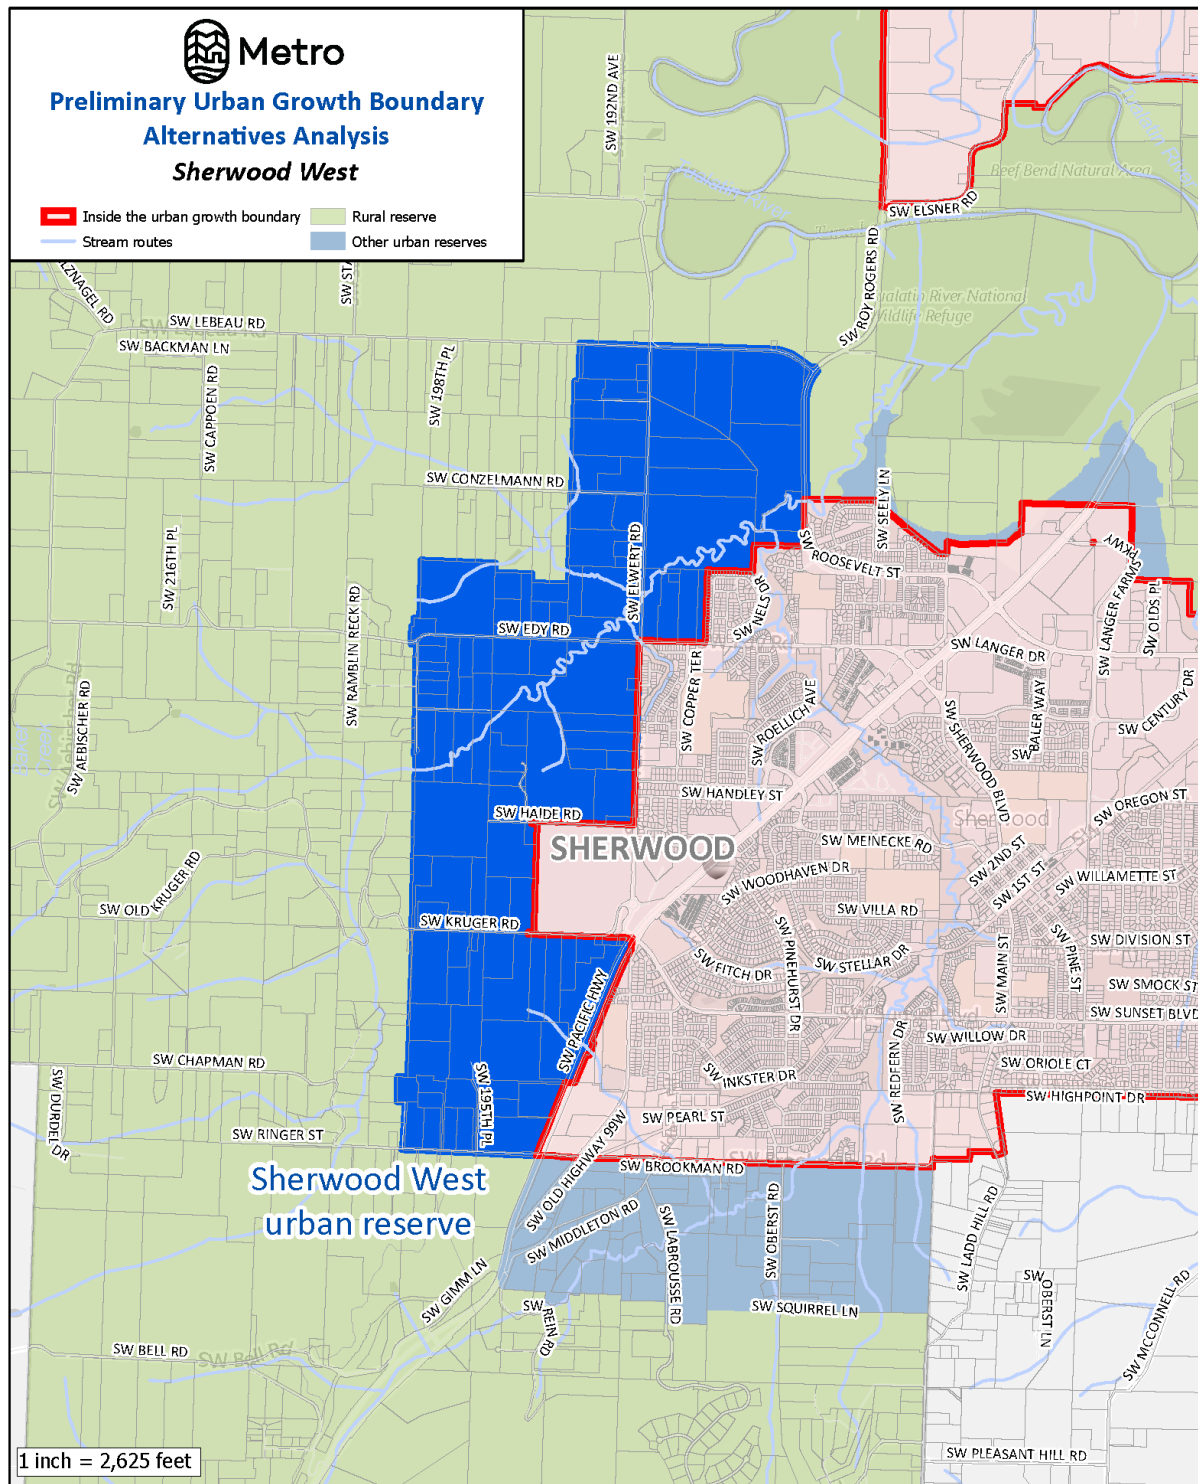 Metro
Preliminary Urban Growth Boundary
Alternatives Analysis
Sherwood West
Inside the urban growth boundary
Rural reserve
Stream routes
Other urban reserves
SW 192ND AVE
Beef Bend Natural Area
SW ELSNER RD
SW ROY ROGERS RD
SW LEBEAU RD
SW BACKMAN LN
SW CAPPOEN RD
SW 198TH PL
SW CONZELMANN RD
SW SEELY LN
SW ROOSEVELT ST
PKWY
SW LANGER FARMS
SW OLDS PL
SW 216TH PL
SW RAMBLIN RECK RD
SW ELWERT RD
SW EDY RD
SW NELS DR
SW LANGER DR
SW COPPER TER
SW ROELLICH AVE
SW BALER WAY
SW CENTURY DR
SW AEBISCHER RD
SW SHERWOOD BLVD
SW HANDLEY ST
SW HAIDE RD
SHERWOOD
Sherwood
SW OREGON ST
SW MEINECKE RD
SW 2ND ST
SW 1ST ST
SW WILLAMETTE ST
SW WOODHAVEN DR
SW OLD KRUGER RD
SW KRUGER RD
SW VILLA RD
SW PINEHURST DR
SW STELLAR DR
SW FITCH DR
SW MAIN ST
SW PINE ST
SW DIVISION ST
SW SMOCK ST
SW SUNSET BLVD
SW PACIFIC HWY
SW WILLOW DR
SW REDFERN DR
SW CHAPMAN RD
SW INKSTER DR
SW ORIOLE CT
SW HIGHPOINT DR
SW DURDEL DR
SW 195TH PL
SW PEARL ST
SW RINGER ST
SW OLD HIGHWAY 99W
SW BROOKMAN RD
Sherwood West
urban reserve
SW MIDDLETON RD
SW LABROUSSE RD
SW OBERST RD
SW LADD HILL RD
SW GIMM LN
SW REIN RD
SW SQUIRREL LN
SW OBERST LN
SW MCCONNELL RD
SW BELL RD
SW Bell Rd
1 inch = 2,625 feet
SW PLEASANT HILL RD